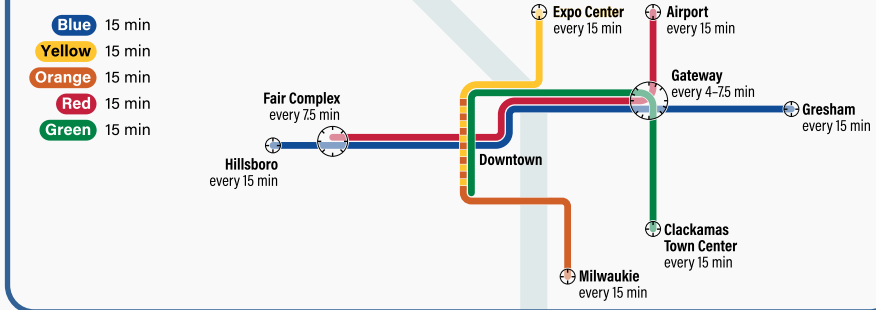 Blue 15 min
Yellow 15 min
Orange 15 min
Red 15 min
Green 15 min
Expo Center
every 15 min
Airport
every 15 min
Gateway
every 4–7.5 min
Fair Complex
every 7.5 min
Gresham
every 15 min
Hillsboro
every 15 min
Downtown
Clackamas
Town Center
every 15 min
Milwaukie
every 15 min